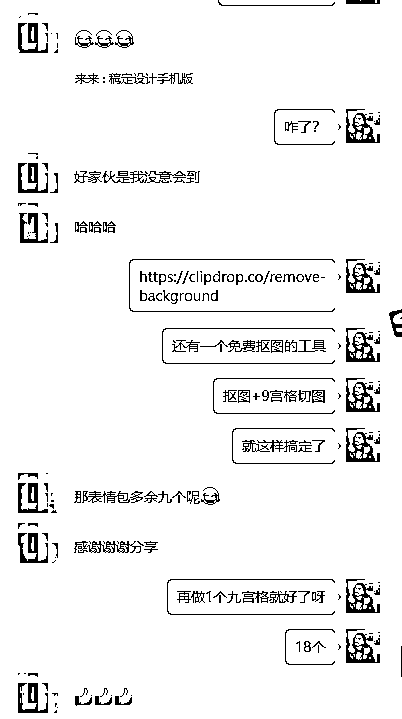 😂😂😂
来来：稿定设计手机版
咋了？
好家伙是我没意会到
哈哈哈
https://clipdrop.co/remove-
background
还有一个免费抠图的工具
抠图+9宫格切图
就这样搞定了
那表情包多余九个呢😂
感谢谢谢分享
再做1个九宫格就好了呀
18个
👍👍👍